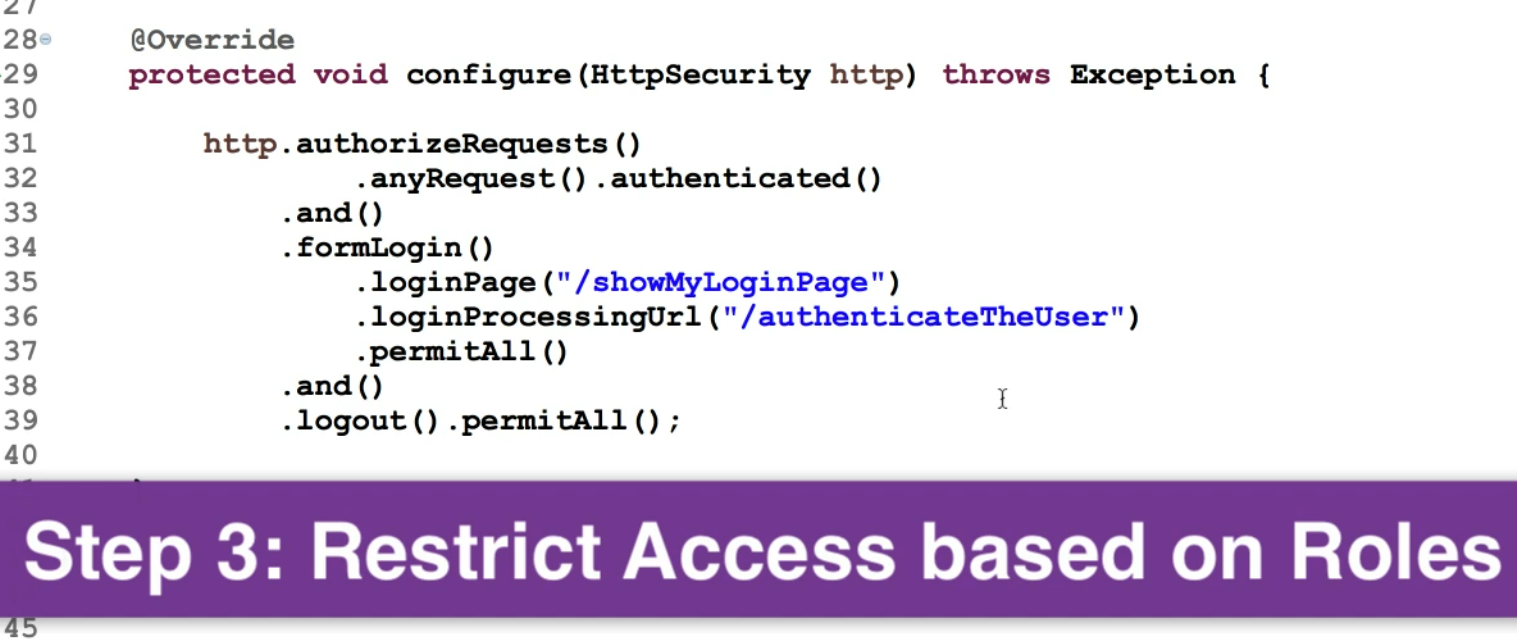 27
28 @Override
29 protected void configure(HttpSecurity http) throws Exception {
30
31 http.authorizeRequests()
32 .anyRequest().authenticated()
33 .and()
34 .formLogin()
35 .loginPage("/showMyLoginPage")
36 .loginProcessingUrl("/authenticateTheUser")
37 .permitAll()
38 .and()
39 .logout().permitAll();
40
Step 3: Restrict Access based on Roles
45